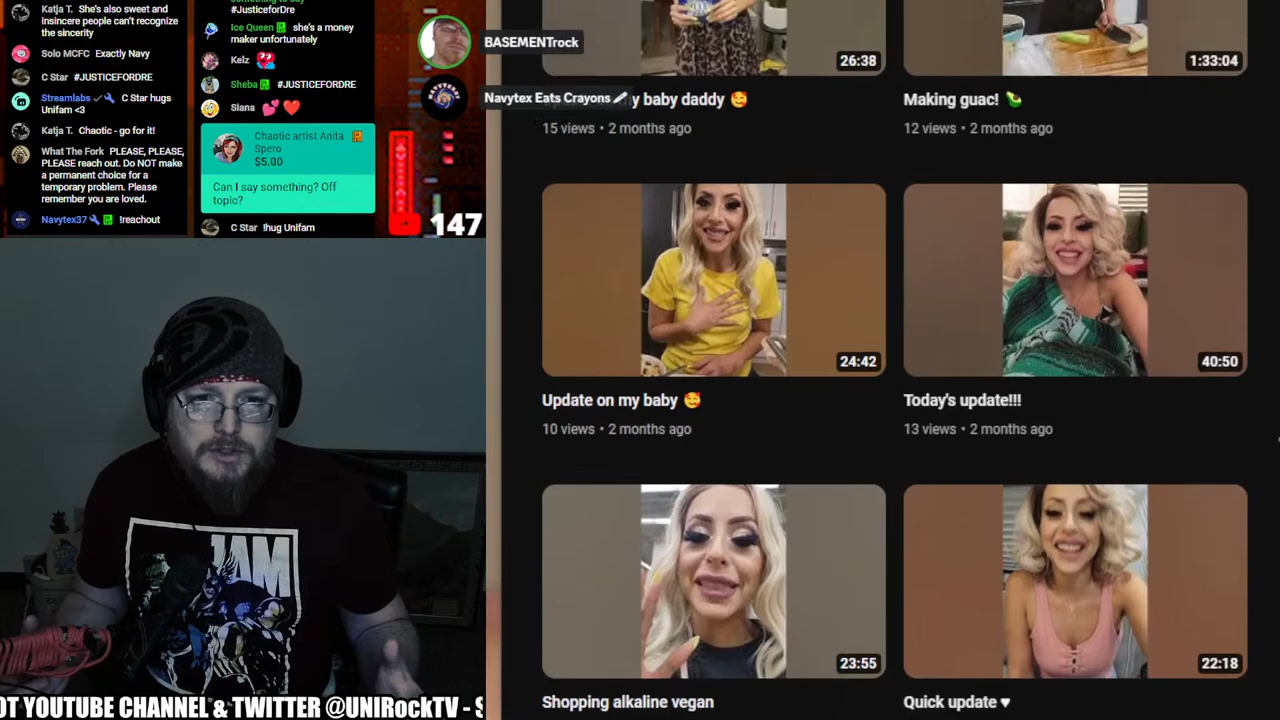 Katja T. She's also sweet and
insincere people can't recognize
the sincerity
Solo MCFC Exactly Navy
C Star #JUSTICEFORDRE
Streamlabs C Star hugs
Unifam <3
Katja T. Chaotic - go for it!
What The Fork PLEASE, PLEASE,
PLEASE reach out. Do NOT make
a permanent choice for a
temporary problem. Please
remember you are loved.
Navytex37 !reachout
#JusticeforDre
Ice Queen she's a money
maker unfortunately
Kelz
Sheba #JUSTICEFORDRE
Siana
Chaotic artist Anita
Spero
$5.00
Can I say something? Off
topic?
C Star !hug Unifam
147
BASEMENTrock
Navytex Eats Crayons
26:38
y baby daddy 🥰
15 views • 2 months ago
1:33:04
Making guac! 🥑
12 views • 2 months ago
24:42
Update on my baby 🥰
10 views • 2 months ago
40:50
Today's update!!!
13 views • 2 months ago
23:55
Shopping alkaline vegan
22:18
Quick update ♥
JAM
OT YOUTUBE CHANNEL & TWITTER @UNIRockTV - S